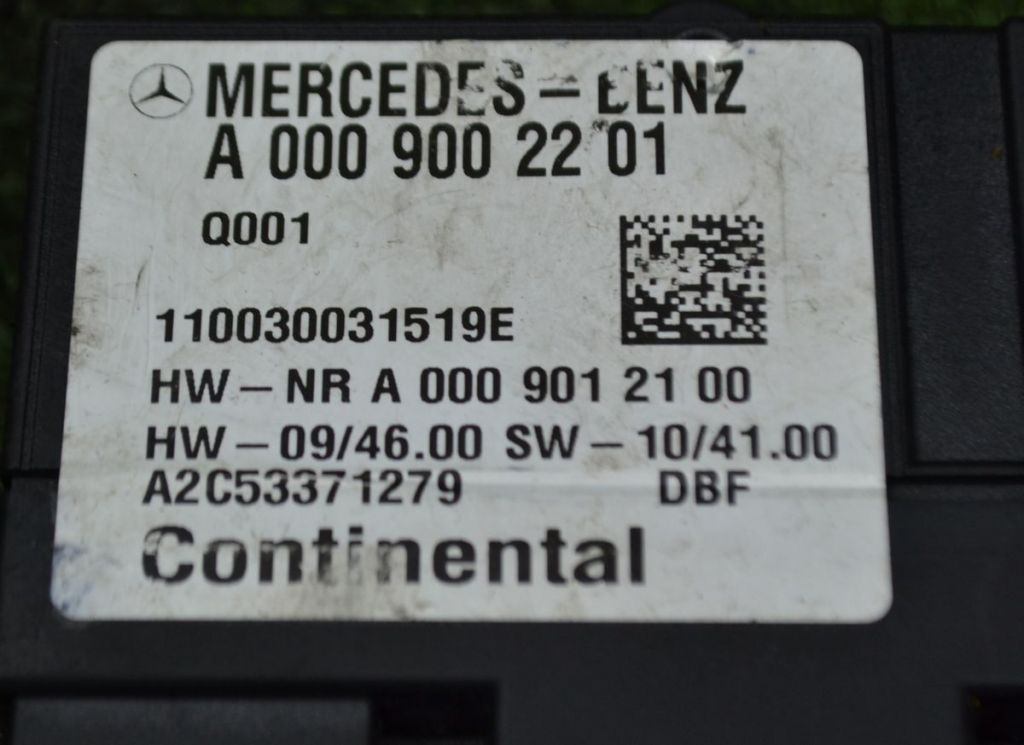 MERCEDES-BENZ
A 000 900 22 01
Q001
110030031519E
HW-NR A 000 901 21 00
HW-09/46.00 SW-10/41.00
A2C53371279 DBF
Continental